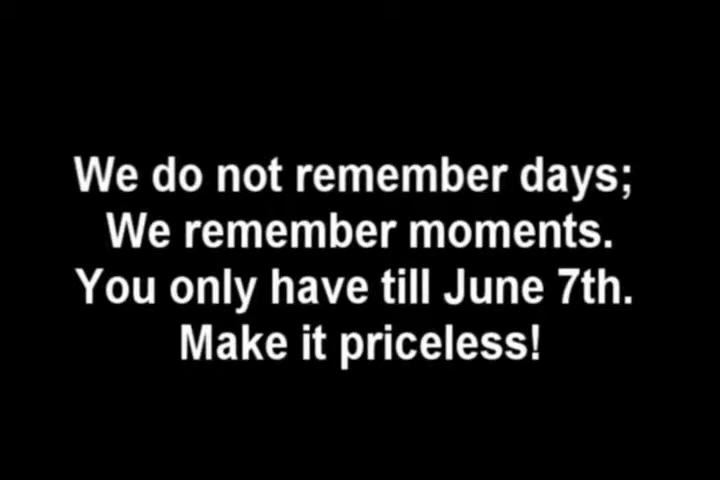 We do not remember days;
We remember moments.
You only have till June 7th.
Make it priceless!